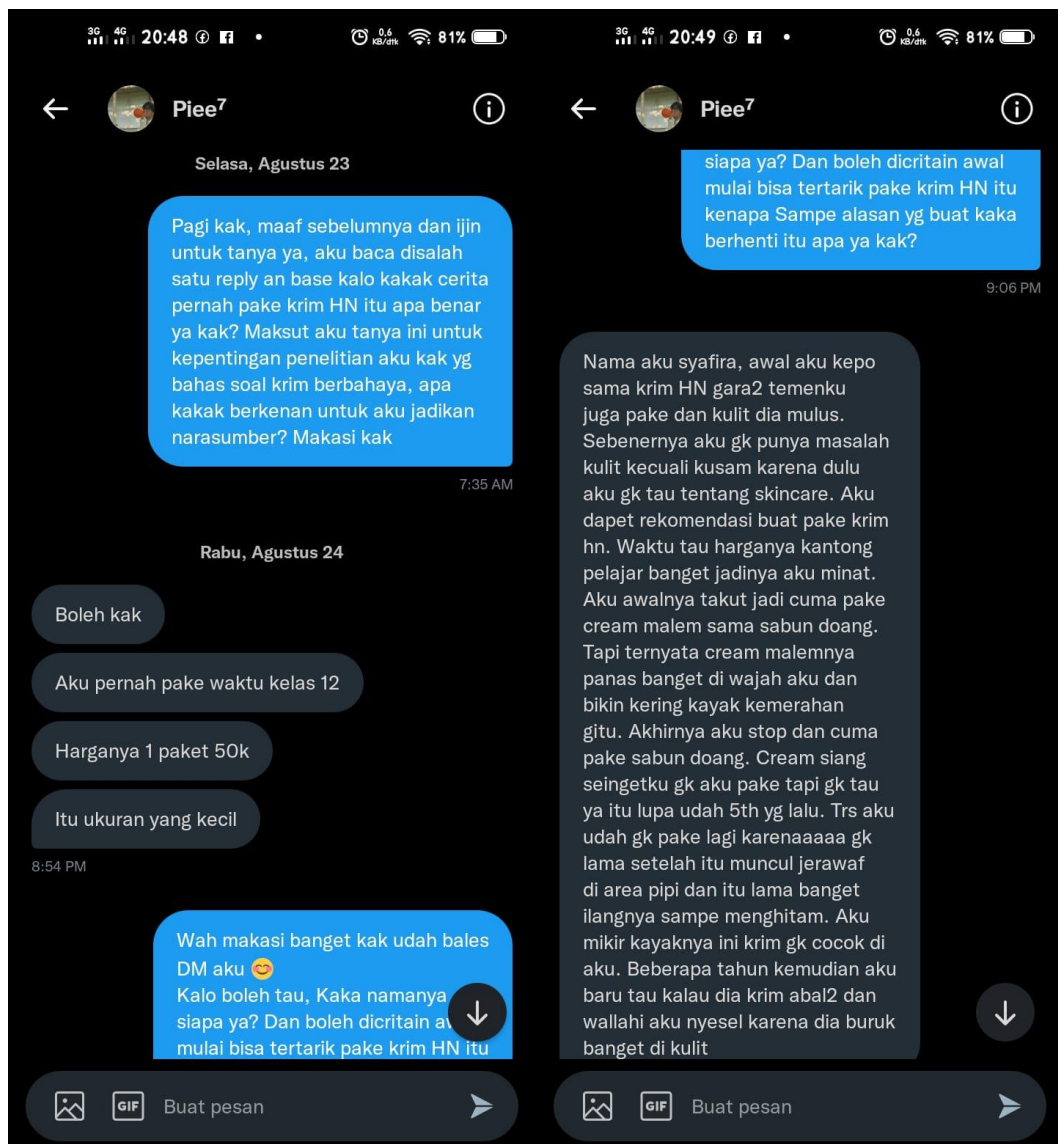 3G 4G 20:48
0,6 KB/dtk 81%
Piee⁷
Selasa, Agustus 23
Pagi kak, maaf sebelumnya dan ijin
untuk tanya ya, aku baca disalah
satu reply an base kalo kakak cerita
pernah pake krim HN itu apa benar
ya kak? Maksut aku tanya ini untuk
kepentingan penelitian aku kak yg
bahas soal krim berbahaya, apa
kakak berkenan untuk aku jadikan
narasumber? Makasi kak
7:35 AM
Rabu, Agustus 24
Boleh kak
Aku pernah pake waktu kelas 12
Harganya 1 paket 50k
Itu ukuran yang kecil
8:54 PM
Wah makasi banget kak udah bales
DM aku 😊
Kalo boleh tau, Kaka namanya
siapa ya? Dan boleh dicritain
mulai bisa tertarik pake krim HN itu
GIF Buat pesan
3G 4G 20:49
0,6 KB/dtk 81%
Piee⁷
siapa ya? Dan boleh dicritain awal
mulai bisa tertarik pake krim HN itu
kenapa Sampe alasan yg buat kaka
berhenti itu apa ya kak?
9:06 PM
Nama aku syafira, awal aku kepo
sama krim HN gara2 temenku
juga pake dan kulit dia mulus.
Sebenernya aku gk punya masalah
kulit kecuali kusam karena dulu
aku gk tau tentang skincare. Aku
dapet rekomendasi buat pake krim
hn. Waktu tau harganya kantong
pelajar banget jadinya aku minat.
Aku awalnya takut jadi cuma pake
cream malem sama sabun doang.
Tapi ternyata cream malemnya
panas banget di wajah aku dan
bikin kering kayak kemerahan
gitu. Akhirnya aku stop dan cuma
pake sabun doang. Cream siang
seingetku gk aku pake tapi gk tau
ya itu lupa udah 5th yg lalu. Trs aku
udah gk pake lagi karenaaaaa gk
lama setelah itu muncul jerawaf
di area pipi dan itu lama banget
ilangnya sampe menghitam. Aku
mikir kayaknya ini krim gk cocok di
aku. Beberapa tahun kemudian aku
baru tau kalau dia krim abal2 dan
wallahi aku nyesel karena dia buruk
banget di kulit
GIF Buat pesan